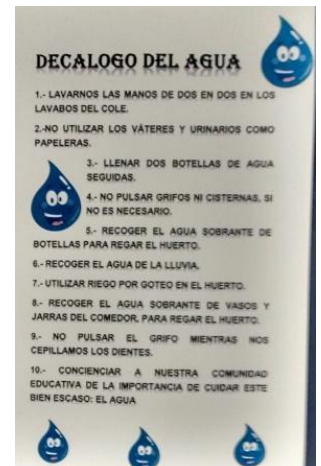 DECALOGO DEL AGUA
1.- LAVARNOS LAS MANOS DE DOS EN DOS EN LOS
LAVABOS DEL COLE.
2.-NO UTILIZAR LOS VÁTERES Y URINARIOS COMO
PAPELERAS.
3.- LLENAR DOS BOTELLAS DE AGUA
SEGUIDAS.
4.- NO PULSAR GRIFOS NI CISTERNAS, SI
NO ES NECESARIO.
5.- RECOGER EL AGUA SOBRANTE DE
BOTELLAS PARA REGAR EL HUERTO.
6.- RECOGER EL AGUA DE LA LLUVIA.
7.- UTILIZAR RIEGO POR GOTEO EN EL HUERTO.
8.- RECOGER EL AGUA SOBRANTE DE VASOS Y
JARRAS DEL COMEDOR, PARA REGAR EL HUERTO.
9.- NO PULSAR EL GRIFO MIENTRAS NOS
CEPILLAMOS LOS DIENTES.
10.- CONCIENCIAR A NUESTRA COMUNIDAD
EDUCATIVA DE LA IMPORTANCIA DE CUIDAR ESTE
BIEN ESCASO: EL AGUA